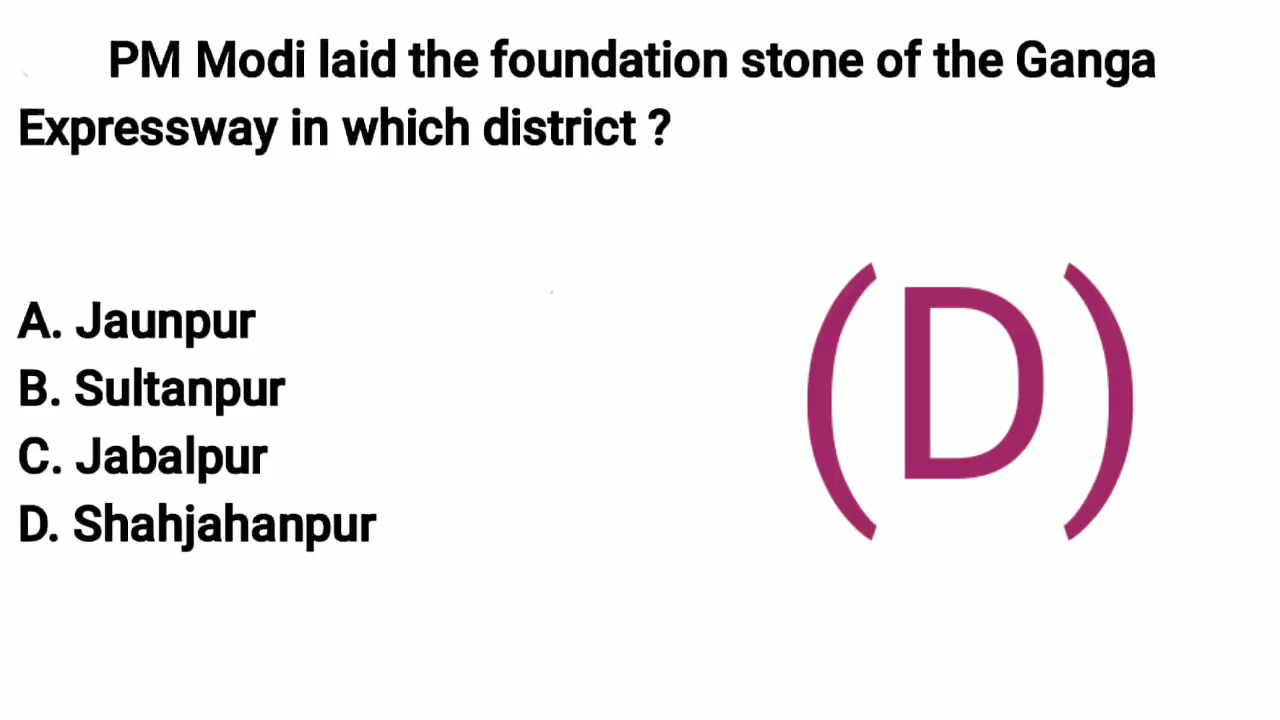 PM Modi laid the foundation stone of the Ganga
Expressway in which district ?
A. Jaunpur
B. Sultanpur
C. Jabalpur
D. Shahjahanpur
(D)